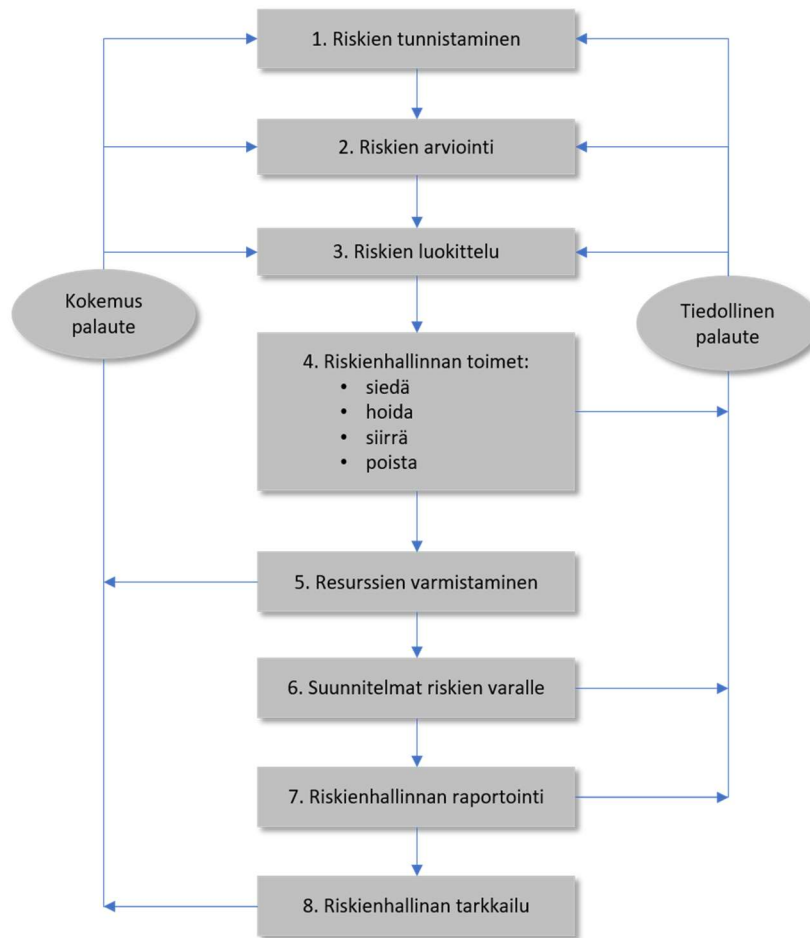 1. Riskien tunnistaminen
2. Riskien arviointi
3. Riskien luokittelu
Kokemus
palaute
Tiedollinen
palaute
4. Riskienhallinnan toimet:
• siedä
• hoida
• siirrä
• poista
5. Resurssien varmistaminen
6. Suunnitelmat riskien varalle
7. Riskienhallinnan raportointi
8. Riskienhallinan tarkkailu